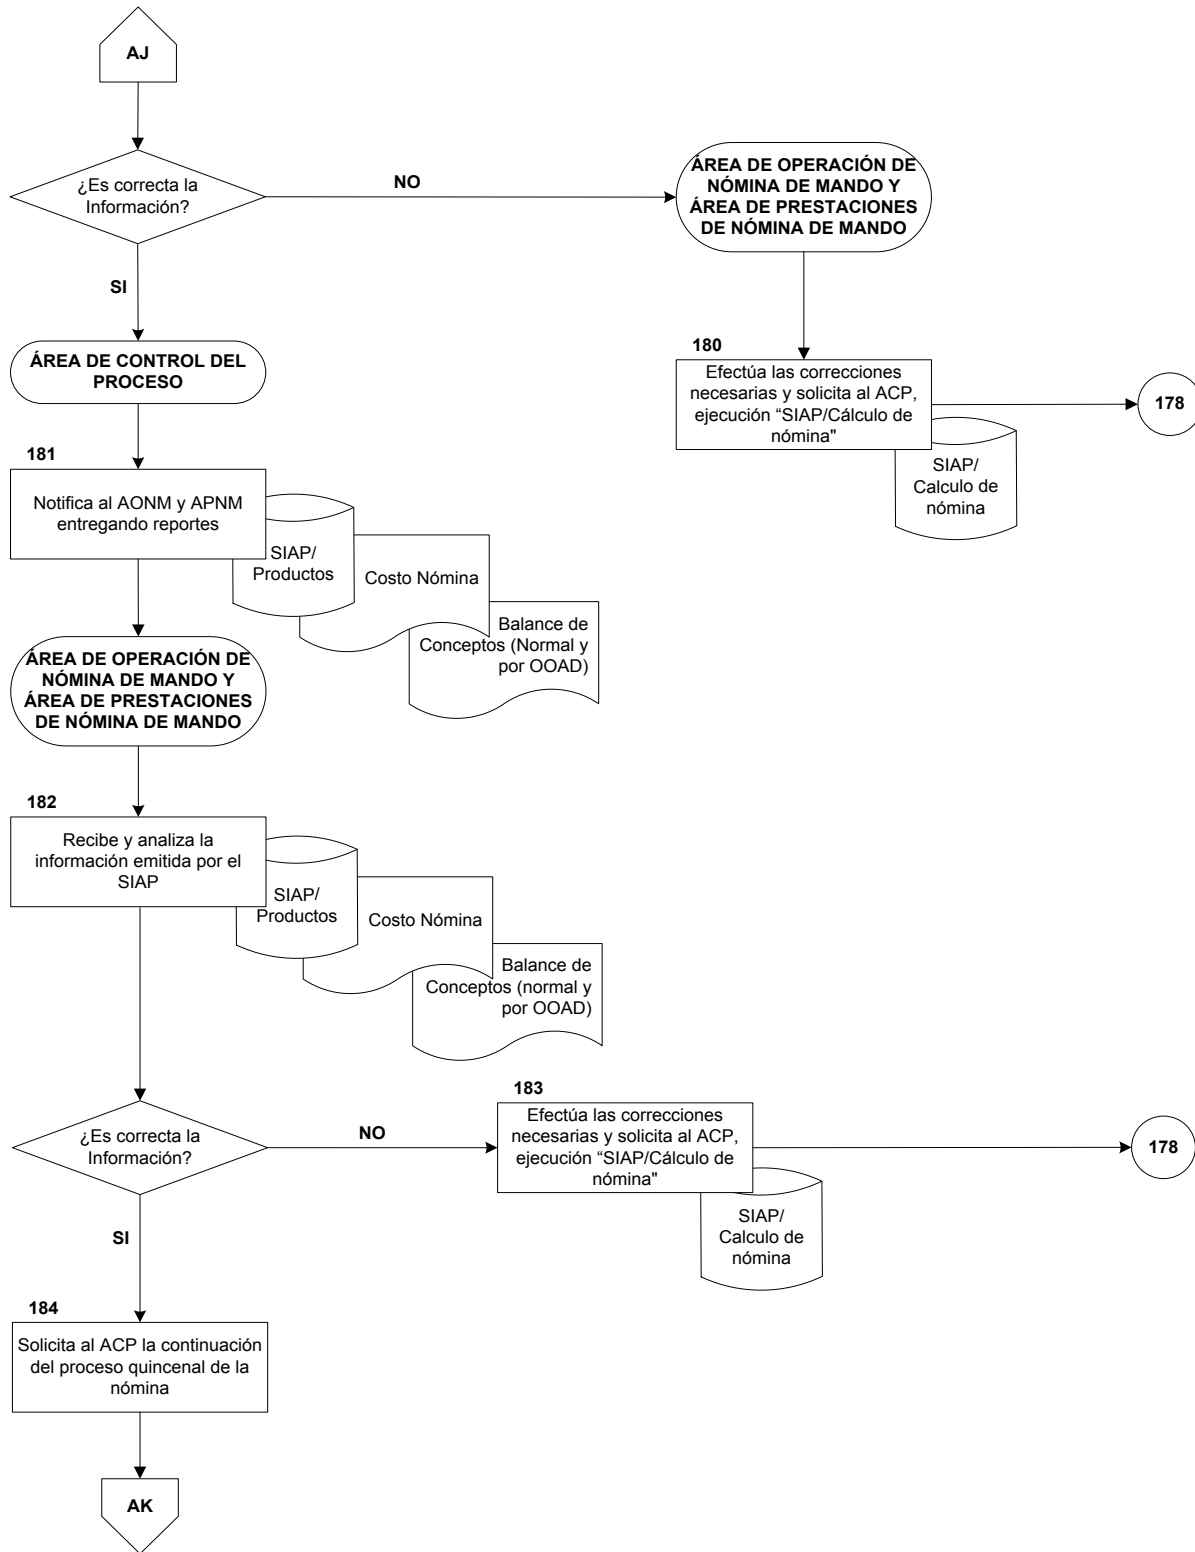 AJ
¿Es correcta la
Información?
NO
ÁREA DE OPERACIÓN DE
NÓMINA DE MANDO Y
ÁREA DE PRESTACIONES
DE NÓMINA DE MANDO
SI
180
Efectúa las correcciones
necesarias y solicita al ACP,
ejecución “SIAP/Cálculo de
nómina"
178
SIAP/
Calculo de
nómina
ÁREA DE CONTROL DEL
PROCESO
181
Notifica al AONM y APNM
entregando reportes
SIAP/
Productos
Costo Nómina
Balance de
Conceptos (Normal y
por OOAD)
ÁREA DE OPERACIÓN DE
NÓMINA DE MANDO Y
ÁREA DE PRESTACIONES
DE NÓMINA DE MANDO
182
Recibe y analiza la
información emitida por el
SIAP
SIAP/
Productos
Costo Nómina
Balance de
Conceptos (normal y
por OOAD)
¿Es correcta la
Información?
NO
183
Efectúa las correcciones
necesarias y solicita al ACP,
ejecución “SIAP/Cálculo de
nómina"
178
SIAP/
Calculo de
nómina
SI
184
Solicita al ACP la continuación
del proceso quincenal de la
nómina
AK